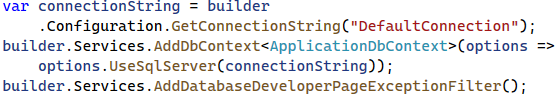 var connectionString = builder
    .Configuration.GetConnectionString("DefaultConnection");
builder.Services.AddDbContext<ApplicationDbContext>(options =>
    options.UseSqlServer(connectionString));
builder.Services.AddDatabaseDeveloperPageExceptionFilter();